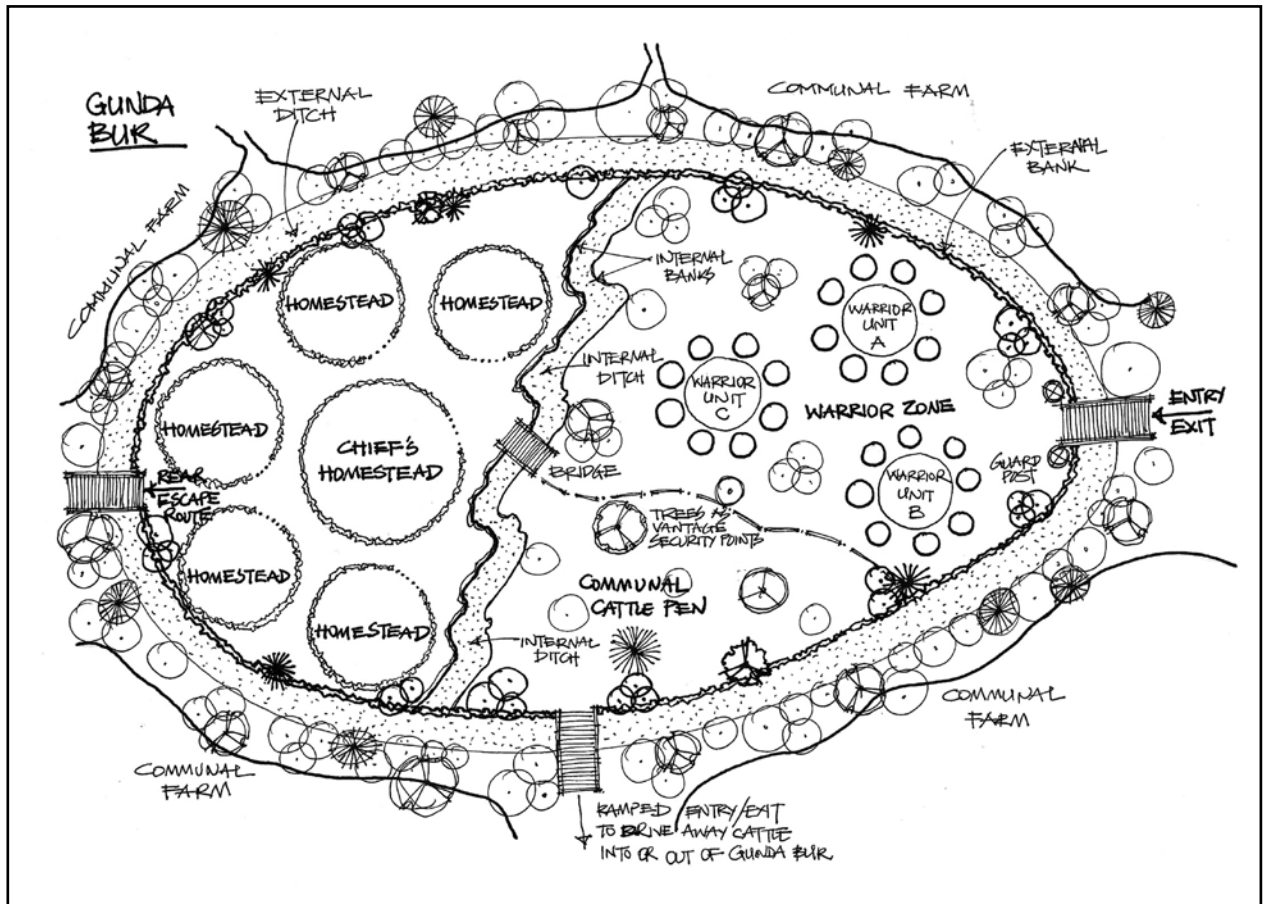 GUNDA
BUR
EXTERNAL
DITCH
COMMUNAL FARM
EXTERNAL
BANK
COMMUNAL FARM
INTERNAL
BANKS
HOMESTEAD
HOMESTEAD
WARRIOR
UNIT
A
INTERNAL
DITCH
WARRIOR
UNIT
C
WARRIOR ZONE
ENTRY
EXIT
HOMESTEAD
CHIEF'S
HOMESTEAD
BRIDGE
GUARD
POST
WARRIOR
UNIT
B
REAR
ESCAPE
ROUTE
TREES AS
VANTAGE
SECURITY POINTS
HOMESTEAD
COMMUNAL
CATTLE PEN
HOMESTEAD
INTERNAL
DITCH
COMMUNAL
FARM
COMMUNAL
FARM
RAMPED ENTRY/EXIT
TO DRIVE AWAY CATTLE
INTO OR OUT OF GUNDA BUR